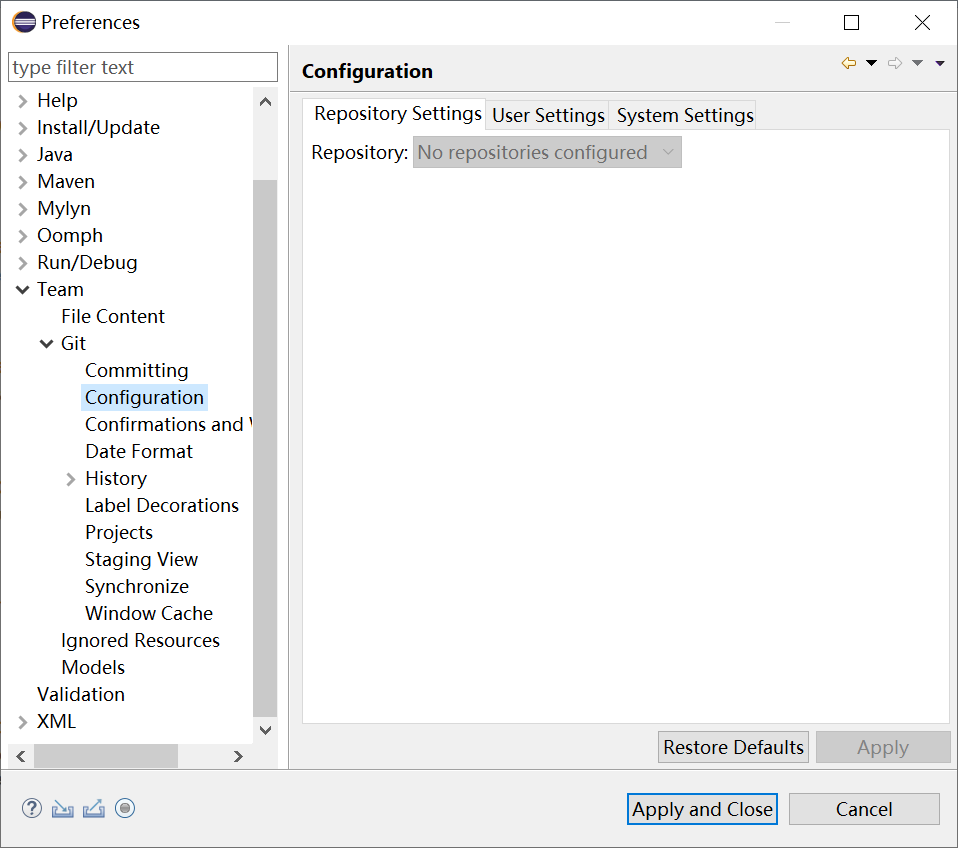 Preferences
type filter text
Help
Install/Update
Java
Maven
Mylyn
Oomph
Run/Debug
Team
File Content
Git
Committing
Configuration
Confirmations and
Date Format
History
Label Decorations
Projects
Staging View
Synchronize
Window Cache
Ignored Resources
Models
Validation
XML
Configuration
Repository Settings User Settings System Settings
Repository: No repositories configured
Restore Defaults Apply
Apply and Close Cancel